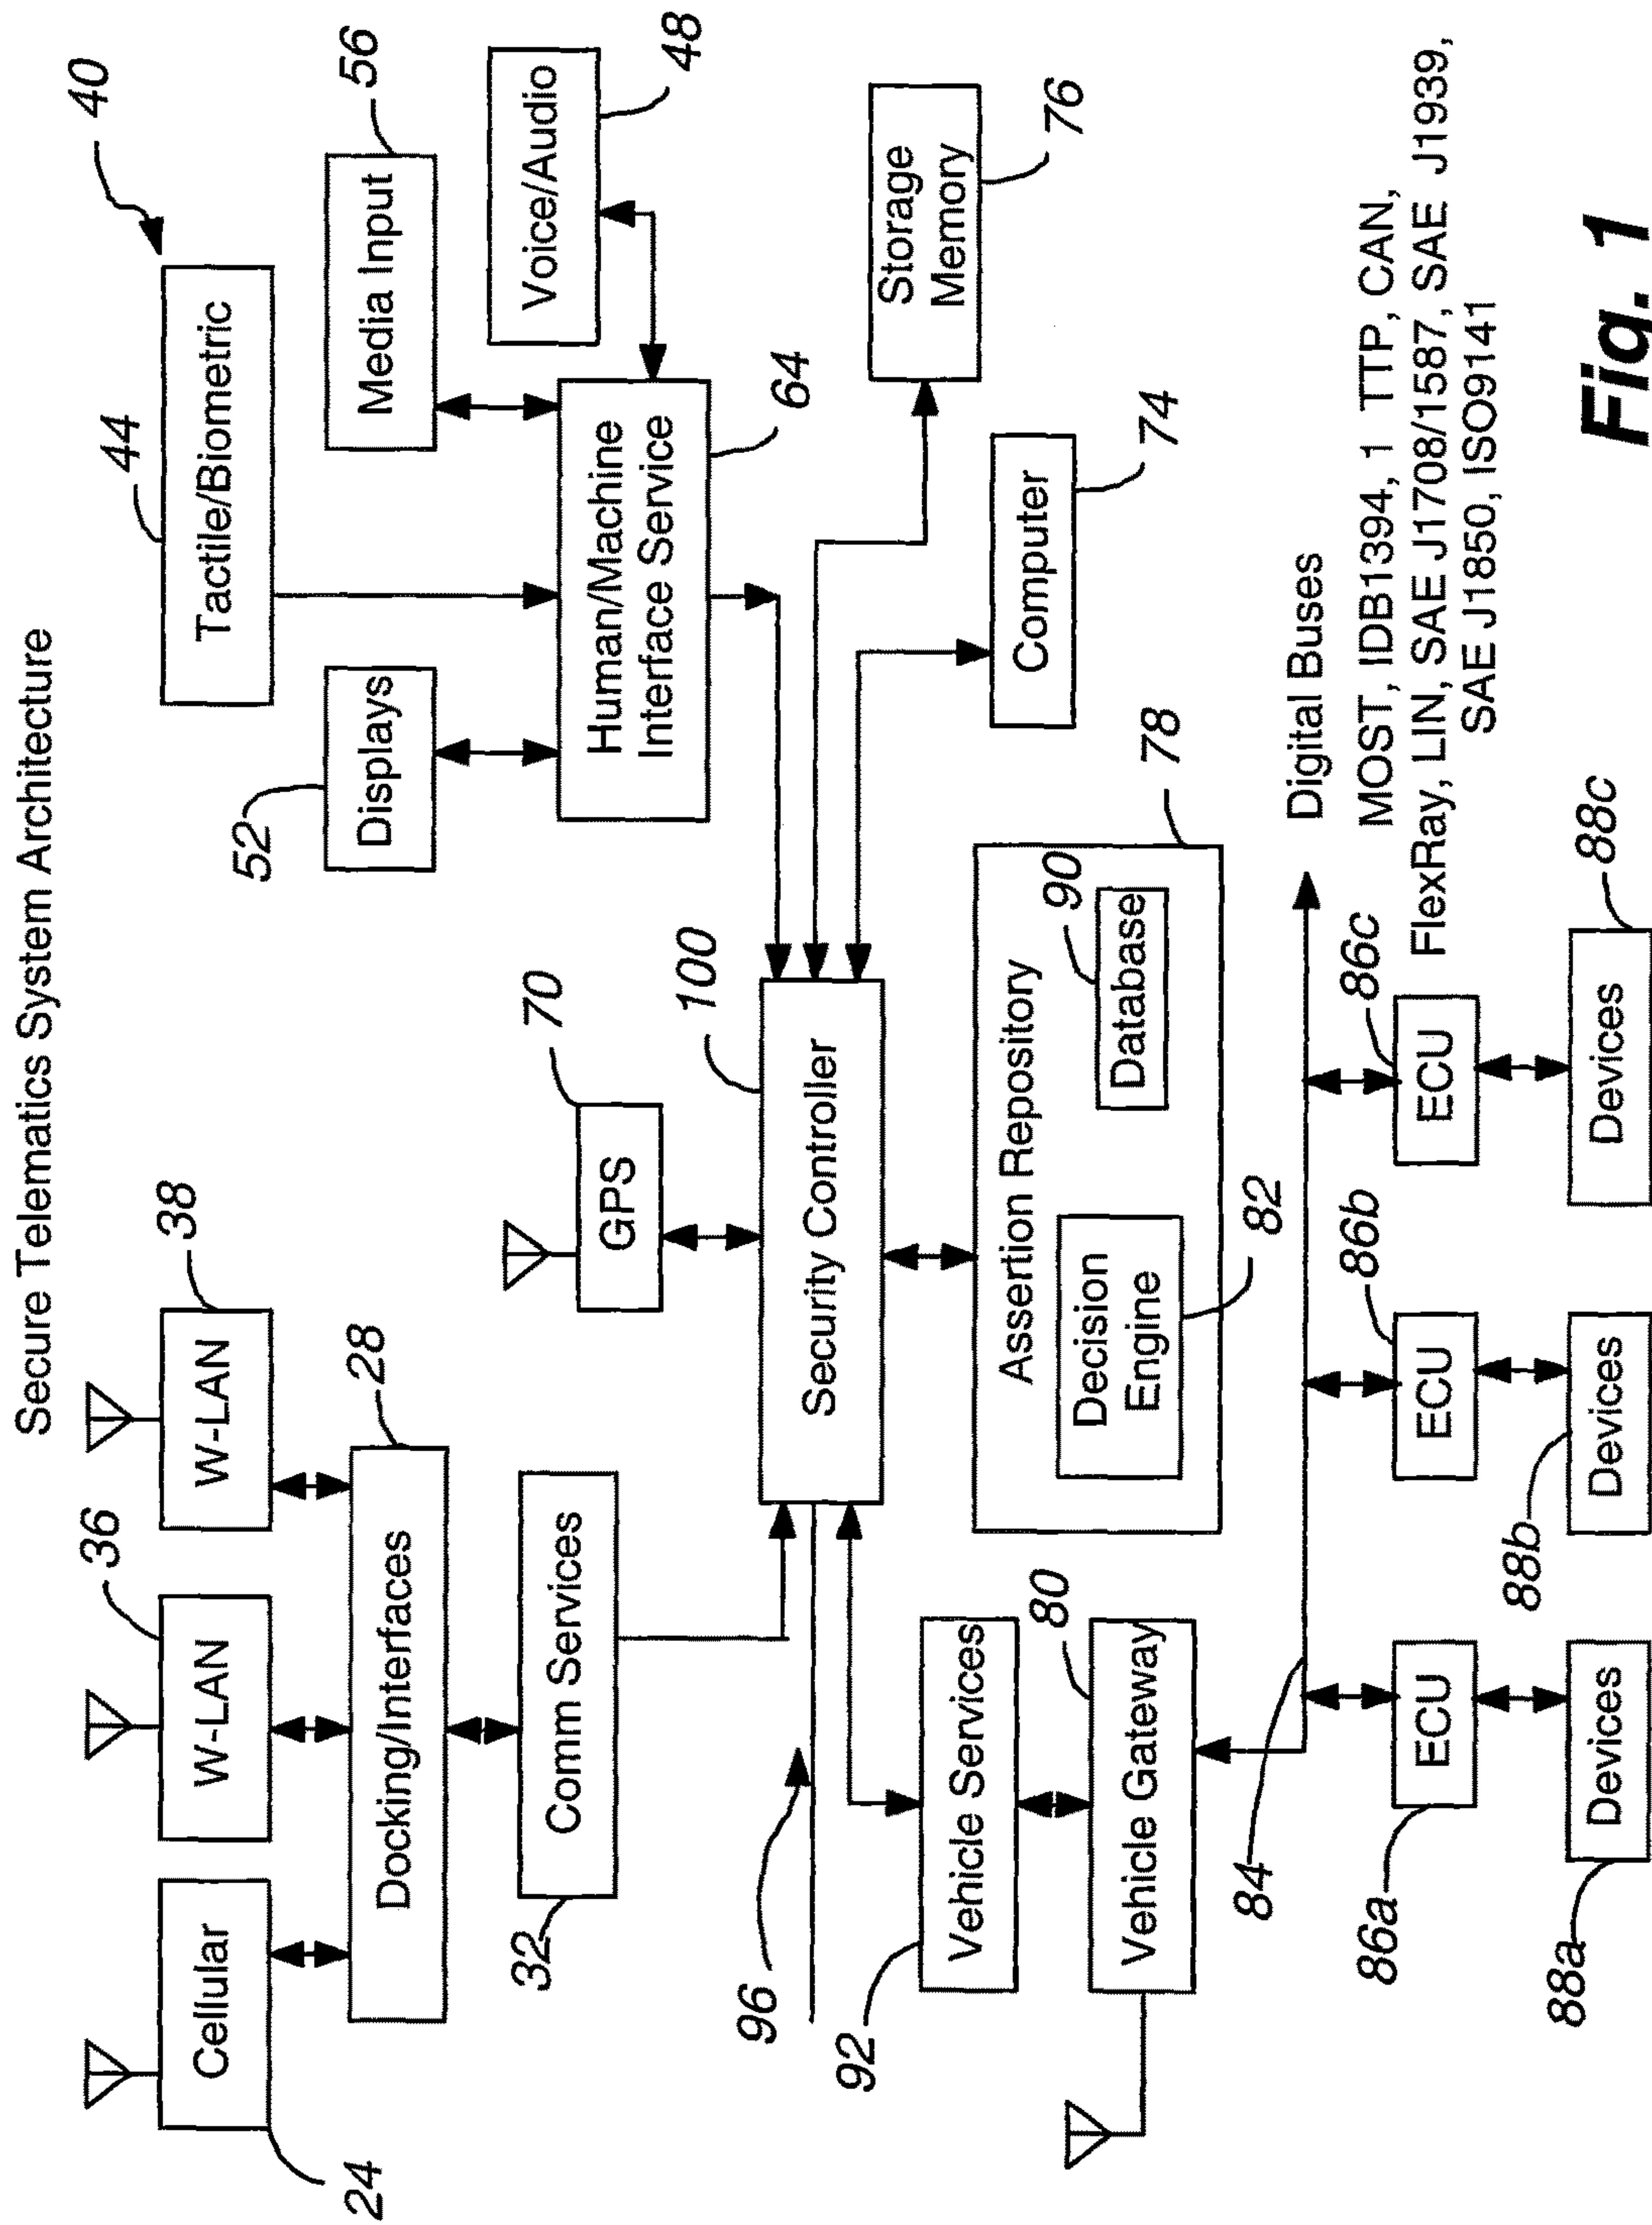 Secure Telematics System Architecture
40
36
38
44
Cellular
W-LAN
W-LAN
Tactile/Biometric
24
28
52
56
Displays
Media Input
Docking/Interfaces
48
Voice/Audio
32
Comm Services
70
GPS
Human/Machine
Interface Service
64
100
96
Security Controller
92
Storage
Memory
76
Vehicle Services
Computer
74
80
Assertion Repository
78
90
Decision
Engine
Database
82
Vehicle Gateway
84
Digital Buses
MOST, IDB1394, 1 TTP, CAN,
FlexRay, LIN, SAE J1708/1587, SAE J1939,
SAE J1850, ISO9141
86a
86b
86c
ECU
ECU
ECU
88a
88b
88c
Devices
Devices
Devices
Fig. 1